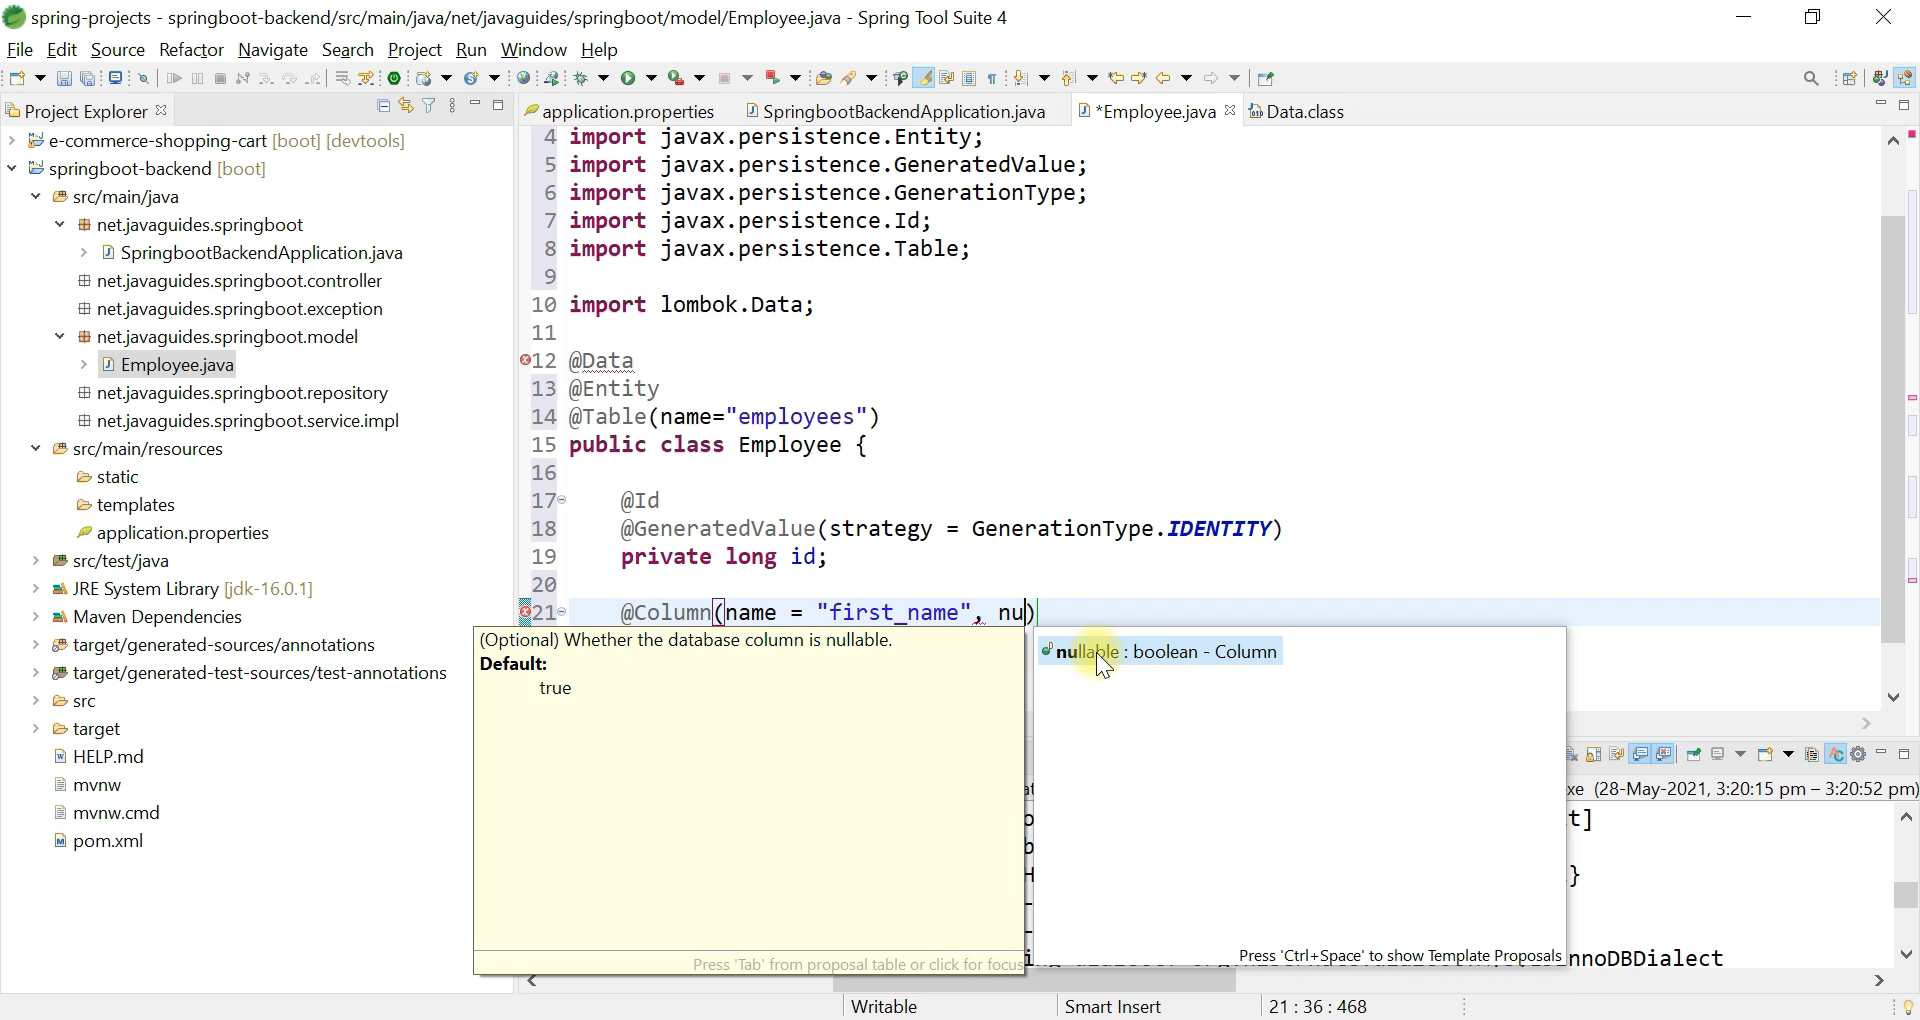 spring-projects - springboot-backend/src/main/java/net/javaguides/springboot/model/Employee.java - Spring Tool Suite 4
File Edit Source Refactor Navigate Search Project Run Window Help
Project Explorer
application.properties SpringbootBackendApplication.java *Employee.java Data.class
e-commerce-shopping-cart [boot] [devtools]
springboot-backend [boot]
src/main/java
net.javaguides.springboot
SpringbootBackendApplication.java
net.javaguides.springboot.controller
net.javaguides.springboot.exception
net.javaguides.springboot.model
Employee.java
net.javaguides.springboot.repository
net.javaguides.springboot.service.impl
src/main/resources
static
templates
application.properties
src/test/java
JRE System Library [jdk-16.0.1]
Maven Dependencies
target/generated-sources/annotations
target/generated-test-sources/test-annotations
src
target
HELP.md
mvnw
mvnw.cmd
pom.xml
4 import javax.persistence.Entity;
5 import javax.persistence.GeneratedValue;
6 import javax.persistence.GenerationType;
7 import javax.persistence.Id;
8 import javax.persistence.Table;
9
10 import lombok.Data;
11
12 @Data
13 @Entity
14 @Table(name="employees")
15 public class Employee {
16
17 @Id
18 @GeneratedValue(strategy = GenerationType.IDENTITY)
19 private long id;
20
21 @Column(name = "first_name", nu)
(Optional) Whether the database column is nullable.
Default:
true
Press 'Tab' from proposal table or click for focus
nullable : boolean - Column
Press 'Ctrl+Space' to show Template Proposals
xe (28-May-2021, 3:20:15 pm – 3:20:52 pm)
t]
}
nnoDBDialect
Writable Smart Insert 21 : 36 : 468